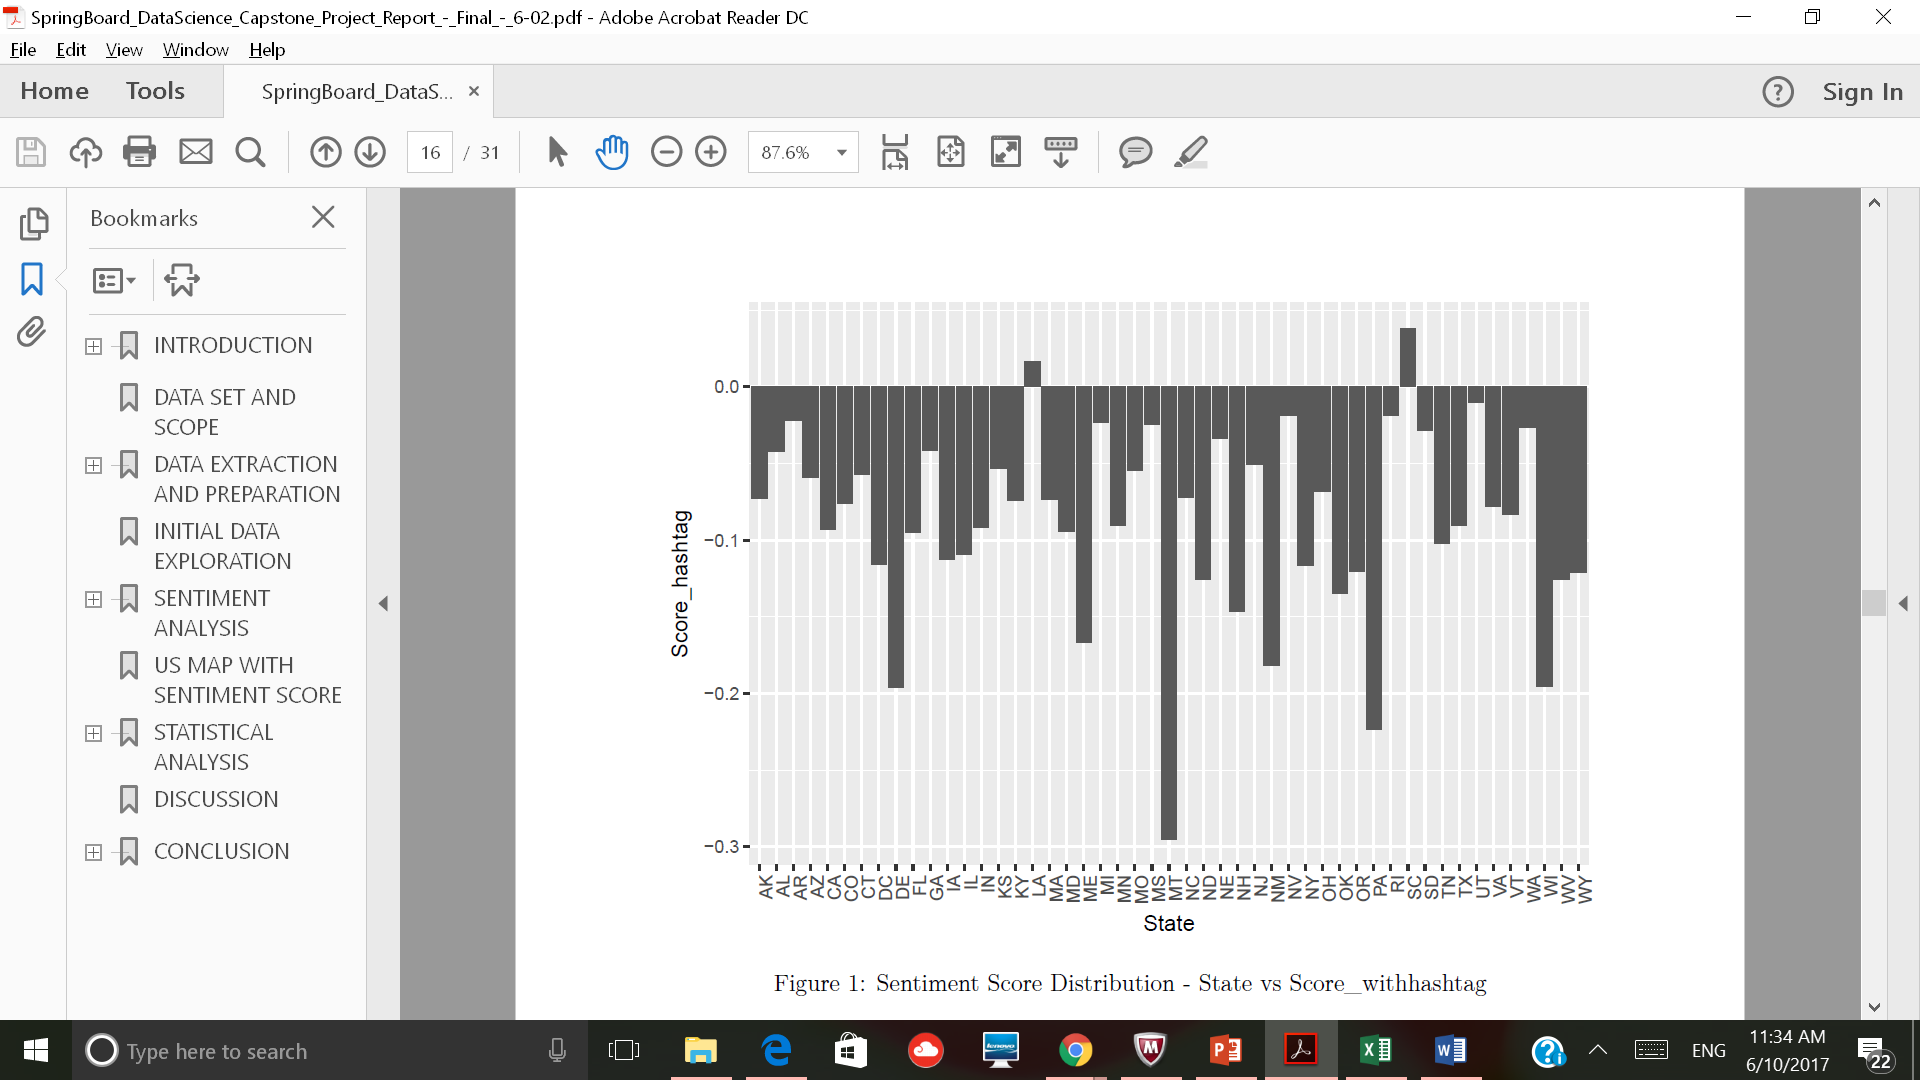 SpringBoard_DataScience_Capstone_Project_Report_-_Final_-_6-02.pdf - Adobe Acrobat Reader DC
File Edit View Window Help
Home Tools SpringBoard_DataS... × ? Sign In
16 / 31 87.6%
Bookmarks
INTRODUCTION
DATA SET AND
SCOPE
DATA EXTRACTION
AND PREPARATION
INITIAL DATA
EXPLORATION
SENTIMENT
ANALYSIS
US MAP WITH
SENTIMENT SCORE
STATISTICAL
ANALYSIS
DISCUSSION
CONCLUSION
Score_hashtag
0.0
−0.1
−0.2
−0.3
AK AL AR AZ CA CO CT DC DE FL GA IA IL IN KS KY LA MA MD ME MI MN MO MS MT NC ND NE NH NJ NM NV NY OH OK OR PA RI SC SD TN TX UT VA VT WA WI WV WY
State
Figure 1: Sentiment Score Distribution - State vs Score_withhashtag
Type here to search
lenovo
ENG
11:34 AM
6/10/2017
22